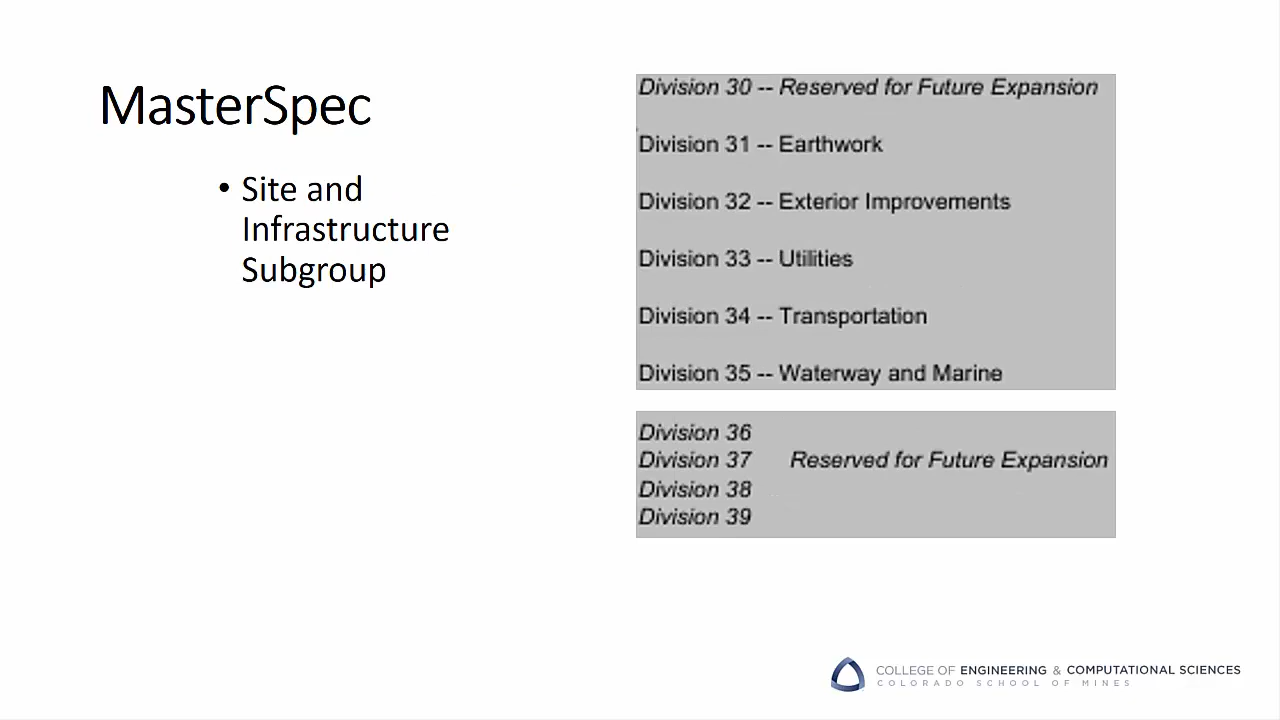 MasterSpec
• Site and
Infrastructure
Subgroup
Division 30 -- Reserved for Future Expansion
Division 31 -- Earthwork
Division 32 -- Exterior Improvements
Division 33 -- Utilities
Division 34 -- Transportation
Division 35 -- Waterway and Marine
Division 36
Division 37 Reserved for Future Expansion
Division 38
Division 39
COLLEGE OF ENGINEERING & COMPUTATIONAL SCIENCES
COLORADO SCHOOL OF MINES